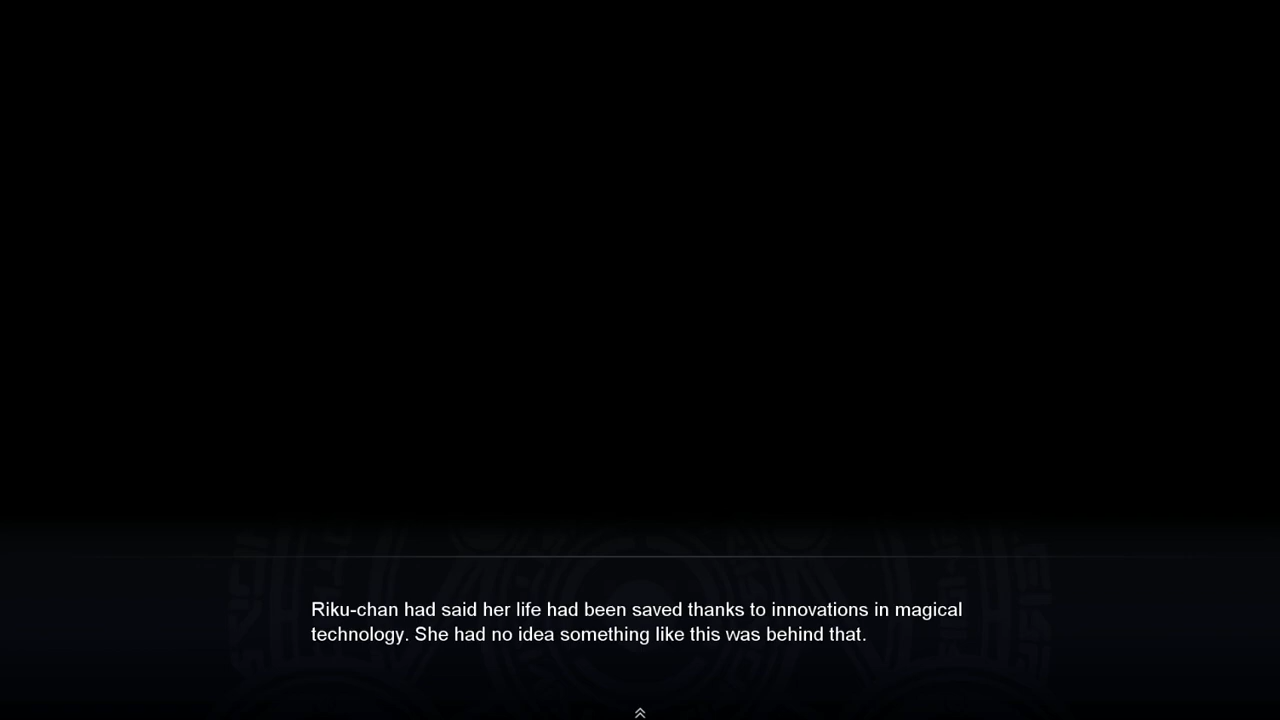 Riku-chan had said her life had been saved thanks to innovations in magical
technology. She had no idea something like this was behind that.